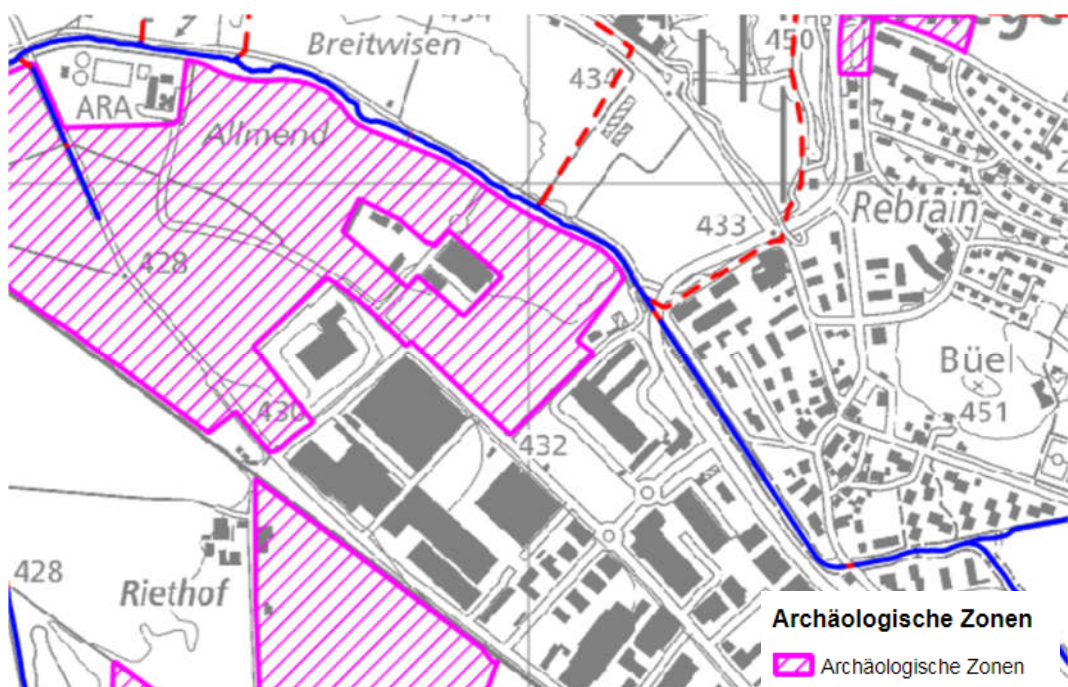 434
Breitwisen
450
434
ARA
Allmend
Rebrain
433
428
Büel
430
451
432
428
Riethof
Archäologische Zonen
Archäologische Zonen